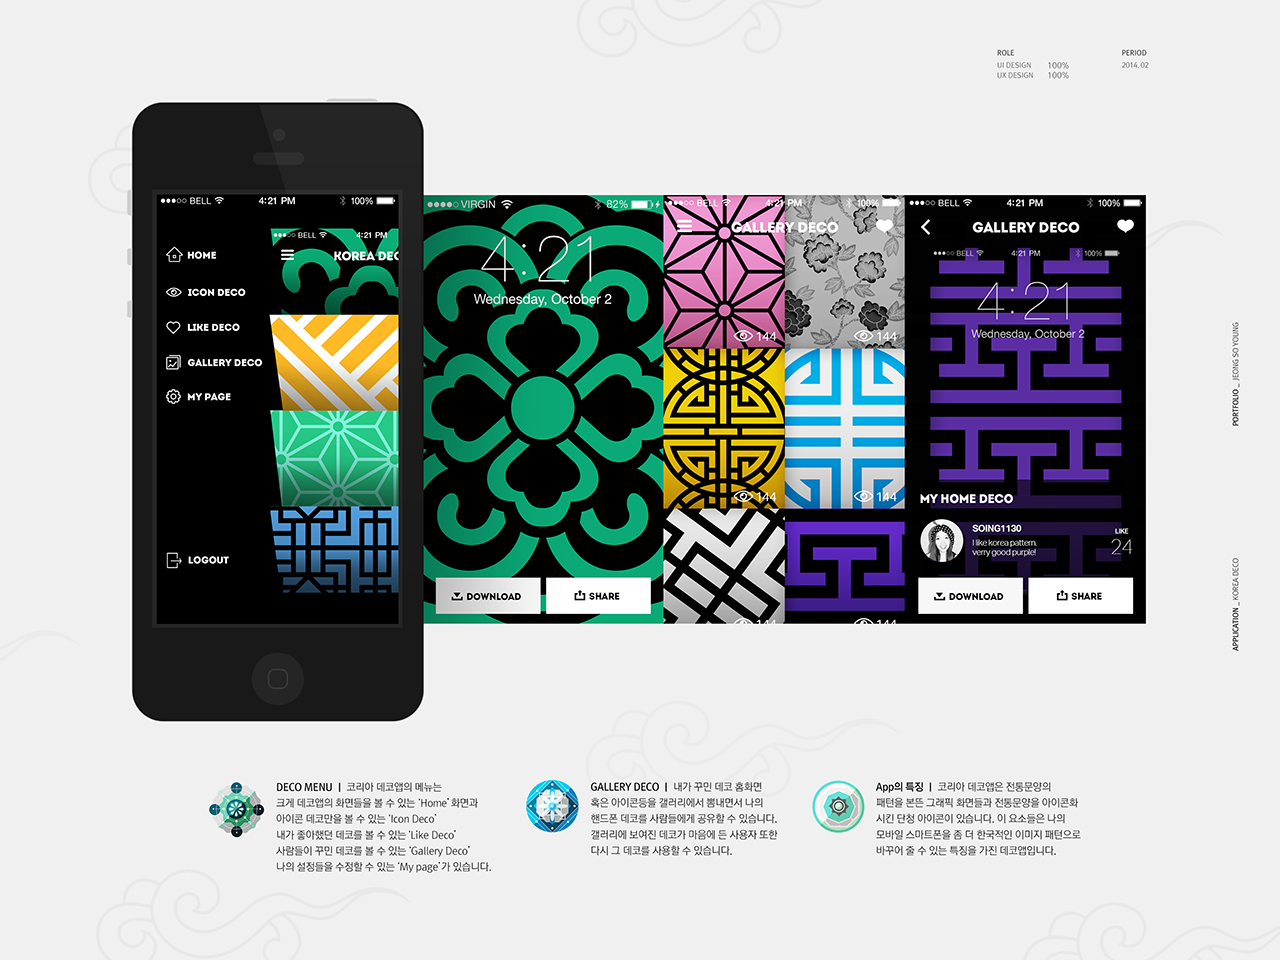 ROLE
UI DESIGN 100%
UX DESIGN 100%
PERIOD
2014. 02
BELL 4:21 PM 100%
HOME
ICON DECO
LIKE DECO
GALLERY DECO
MY PAGE
LOGOUT
BELL 4:21 PM
KOREA DEC
VIRGIN 82%
4:21
Wednesday, October 2
DOWNLOAD
SHARE
BELL 4:21 PM 100%
GALLERY DECO
144
144
144
144
144
144
BELL 4:21 PM 100%
GALLERY DECO
BELL 4:21 PM 100%
4:21
Wednesday, October 2
MY HOME DECO
SOING1130
I like korea pattern.
verry good purple!
LIKE
24
DOWNLOAD
SHARE
PORTFOLIO _ JEONG SO YOUNG
APPLICATION _ KOREA DECO
DECO MENU | 코리아 데코앱의 메뉴는
크게 데코앱의 화면들을 볼 수 있는 'Home' 화면과
아이콘 데코만을 볼 수 있는 'Icon Deco'
내가 좋아했던 데코를 볼 수 있는 'Like Deco'
사람들이 꾸민 데코를 볼 수 있는 'Gallery Deco'
나의 설정들을 수정할 수 있는 'My page'가 있습니다.
GALLERY DECO | 내가 꾸민 데코 홈화면
혹은 아이콘등을 갤러리에서 뽐내면서 나의
핸드폰 데코를 사람들에게 공유할 수 있습니다.
갤러리에 보여진 데코가 마음에 든 사용자 또한
다시 그 데코를 사용할 수 있습니다.
App의 특징 | 코리아 데코앱은 전통문양의
패턴을 본뜬 그래픽 화면들과 전통문양을 아이콘화
시킨 단청 아이콘이 있습니다. 이 요소들은 나의
모바일 스마트폰을 좀 더 한국적인 이미지 패턴으로
바꾸어 줄 수 있는 특징을 가진 데코앱입니다.